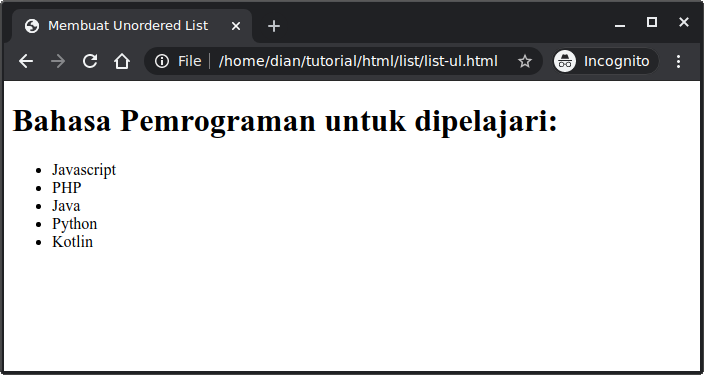 Membuat Unordered List
File
/home/dian/tutorial/html/list/list-ul.html
Incognito
Bahasa Pemrograman untuk dipelajari:
Javascript
PHP
Java
Python
Kotlin